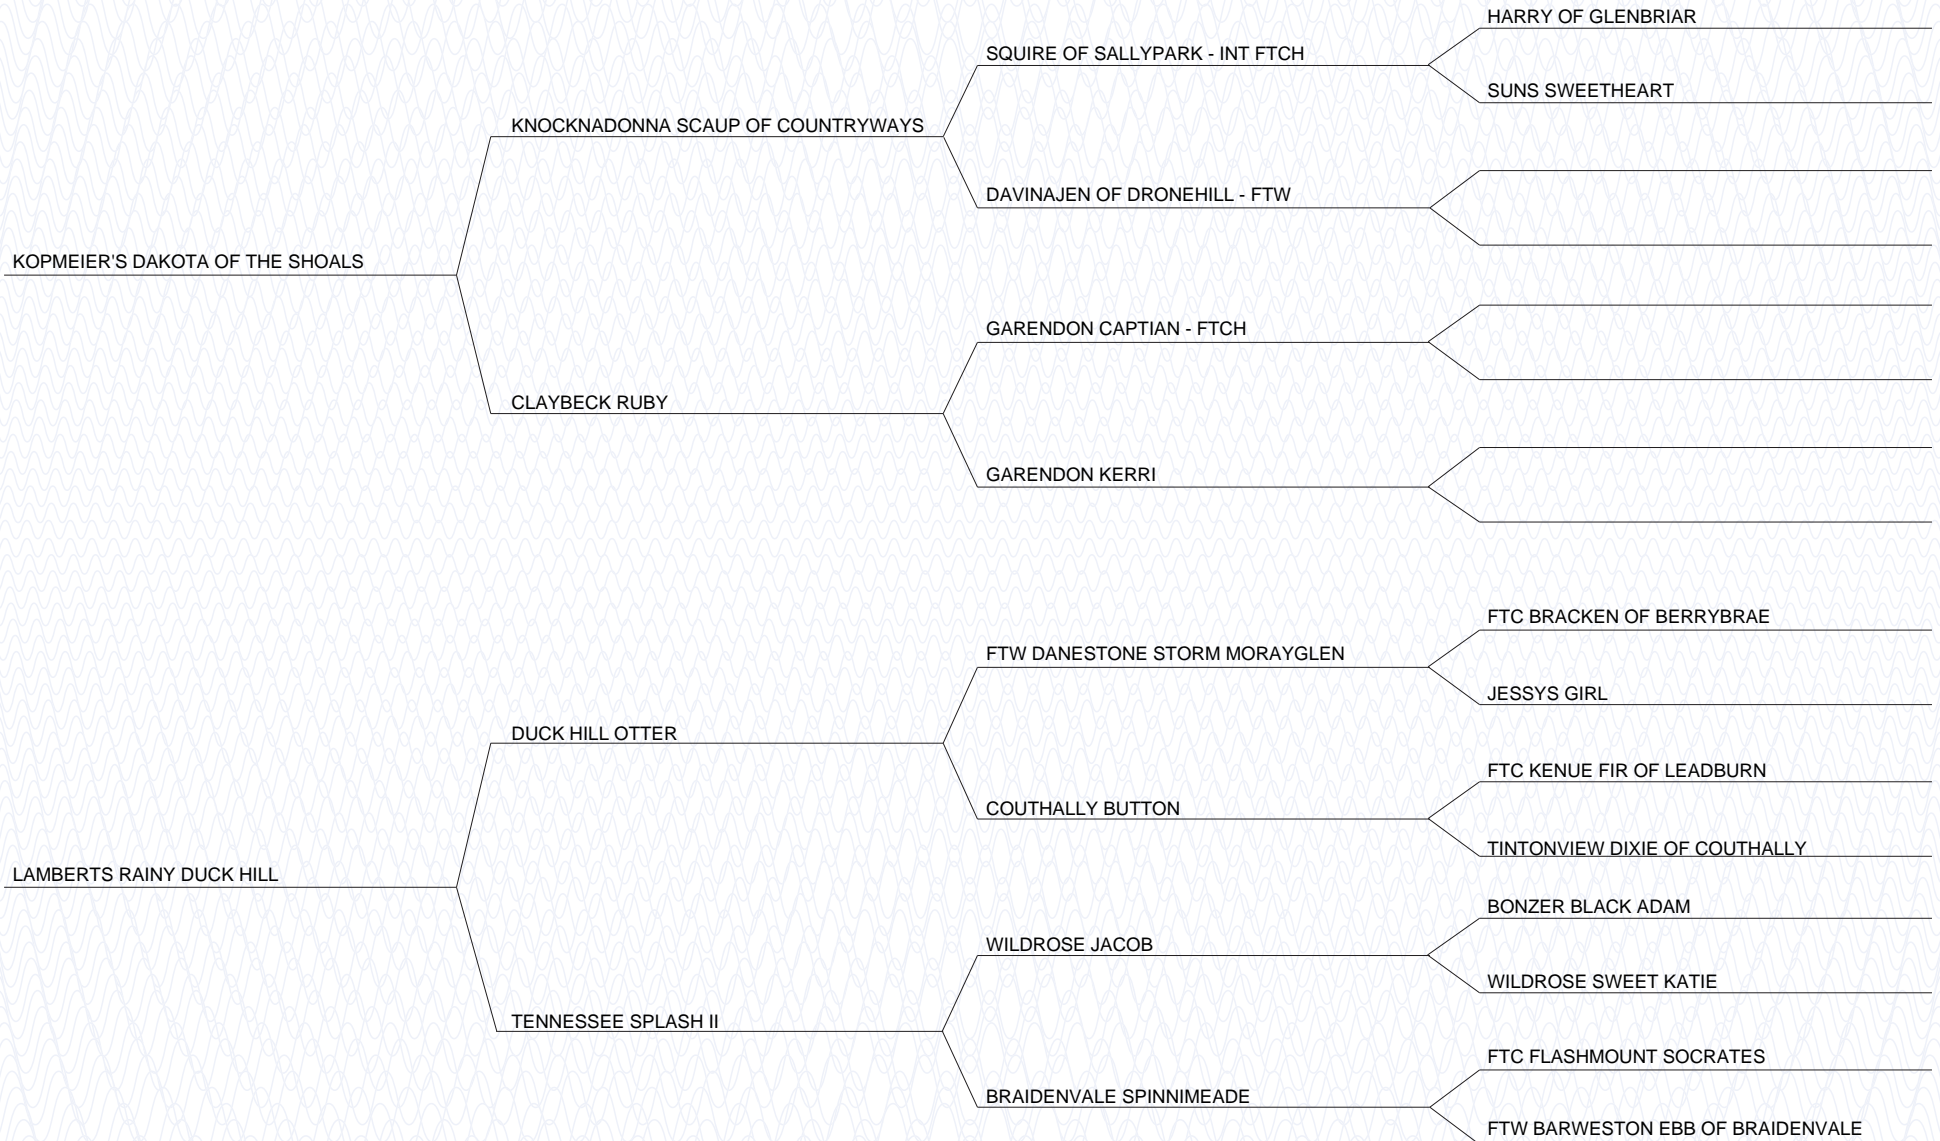 HARRY OF GLENBRIAR
SQUIRE OF SALLYPARK - INT FTCH
SUNS SWEETHEART
KNOCKNADONNA SCAUP OF COUNTRYWAYS
DAVINAJEN OF DRONEHILL - FTW
KOPMEIER'S DAKOTA OF THE SHOALS
GARENDON CAPTIAN - FTCH
CLAYBECK RUBY
GARENDON KERRI
FTC BRACKEN OF BERRYBRAE
FTW DANESTONE STORM MORAYGLEN
JESSYS GIRL
DUCK HILL OTTER
FTC KENUE FIR OF LEADBURN
COUTHALLY BUTTON
TINTONVIEW DIXIE OF COUTHALLY
LAMBERTS RAINY DUCK HILL
BONZER BLACK ADAM
WILDROSE JACOB
WILDROSE SWEET KATIE
TENNESSEE SPLASH II
FTC FLASHMOUNT SOCRATES
BRAIDENVALE SPINNIMEADE
FTW BARWESTON EBB OF BRAIDENVALE